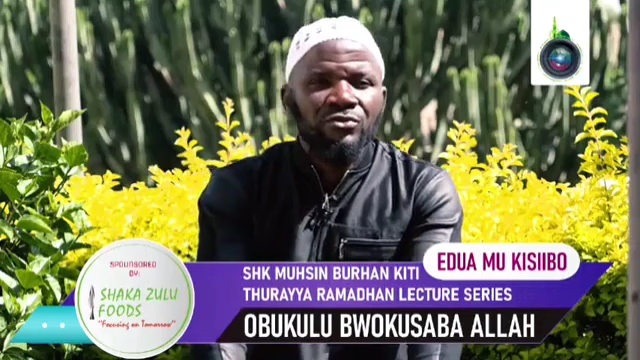 EDUA MU KISIIBO
SHK MUHSIN BURHAN KITI
THURAYYA RAMADHAN LECTURE SERIES
OBUKULU BWOKUSABA ALLAH
SPOUNSORED
BY:
SHAKA ZULU
FOODS
"Focusing on Tomorrow"